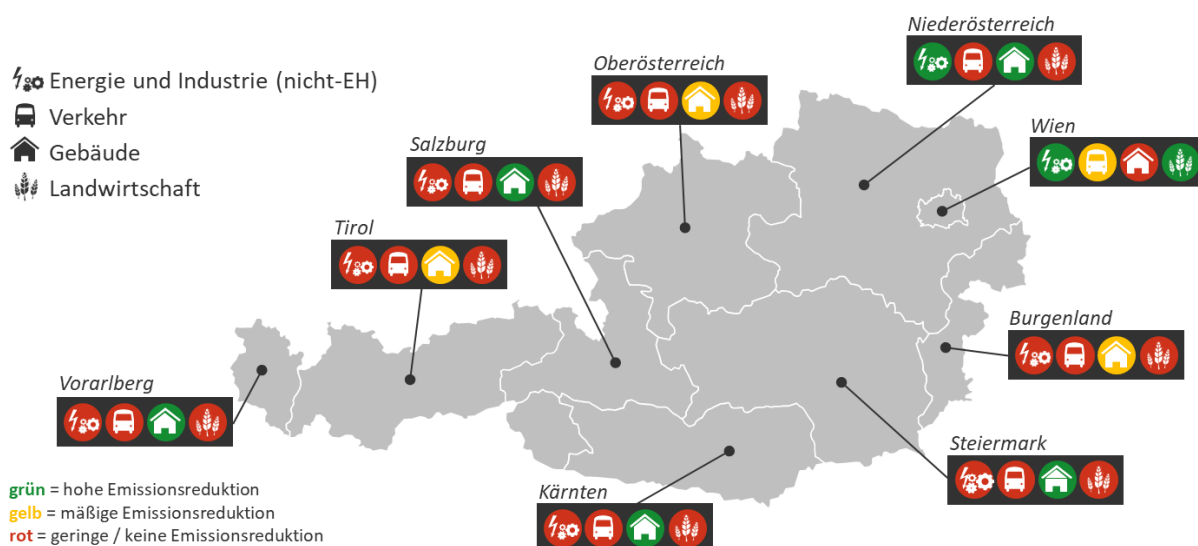 Energie und Industrie (nicht-EH)
Verkehr
Gebäude
Landwirtschaft
Niederösterreich
Oberösterreich
Wien
Salzburg
Tirol
Burgenland
Vorarlberg
Steiermark
Kärnten
grün = hohe Emissionsreduktion
gelb = mäßige Emissionsreduktion
rot = geringe / keine Emissionsreduktion